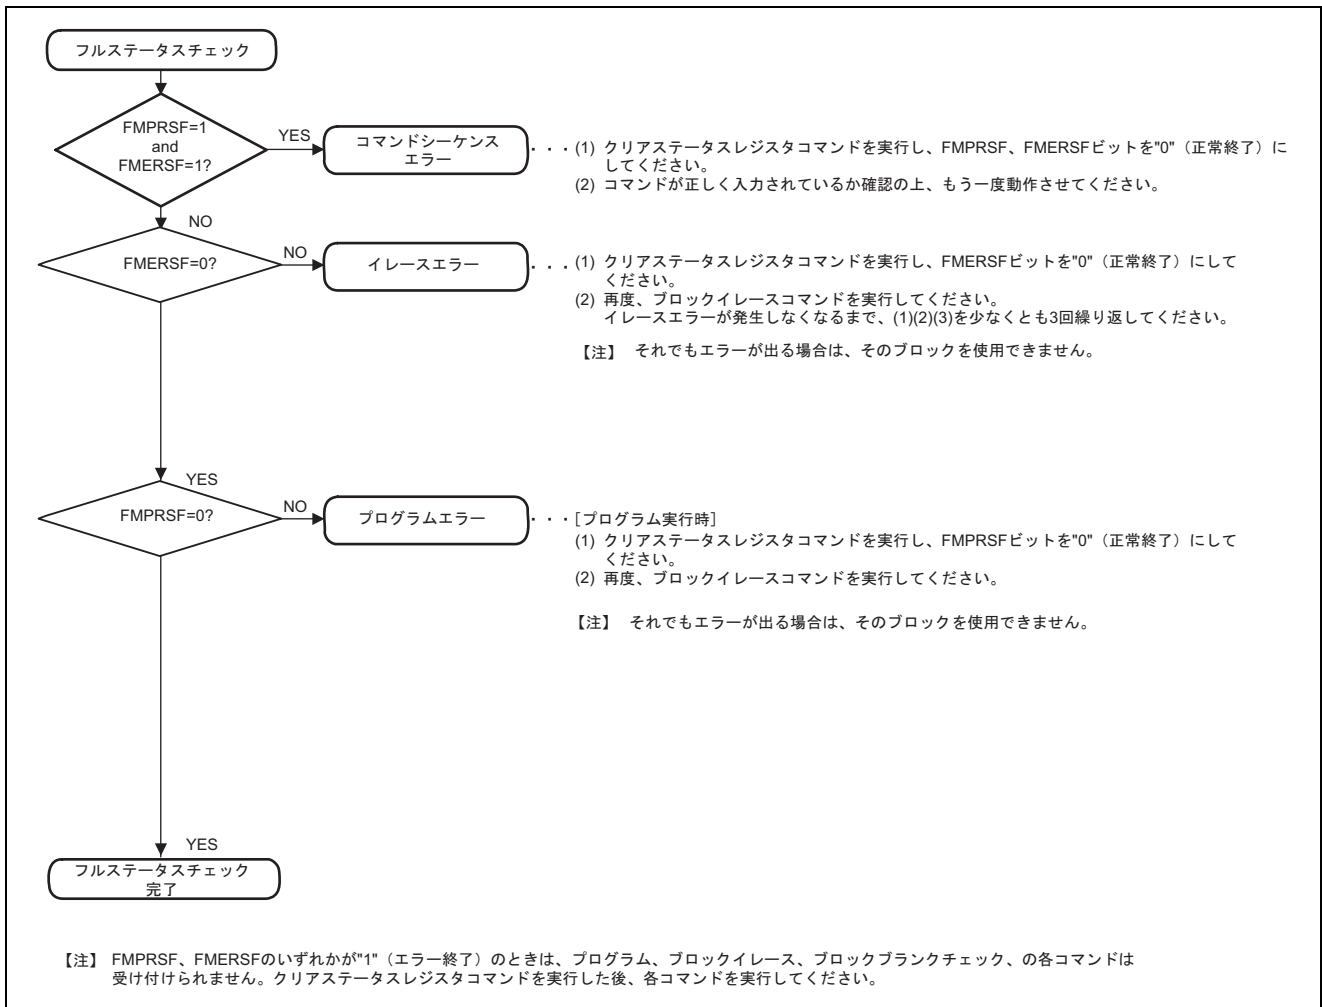 フルステータスチェック
FMPRSF=1
and
FMERSF=1?
YES
コマンドシーケンス
エラー
・・・(1) クリアステータスレジスタコマンドを実行し、FMPRSF、FMERSFビットを"0"（正常終了）に
してください。
(2) コマンドが正しく入力されているか確認の上、もう一度動作させてください。
NO
FMERSF=0?
NO
イレースエラー
・・・(1) クリアステータスレジスタコマンドを実行し、FMERSFビットを"0"（正常終了）にして
ください。
(2) 再度、ブロックイレースコマンドを実行してください。
イレースエラーが発生しなくなるまで、(1)(2)(3)を少なくとも3回繰り返してください。
【注】 それでもエラーが出る場合は、そのブロックを使用できません。
YES
FMPRSF=0?
NO
プログラムエラー
・・・[プログラム実行時]
(1) クリアステータスレジスタコマンドを実行し、FMPRSFビットを"0"（正常終了）にして
ください。
(2) 再度、ブロックイレースコマンドを実行してください。
【注】 それでもエラーが出る場合は、そのブロックを使用できません。
YES
フルステータスチェック
完了
【注】 FMPRSF、FMERSFのいずれかが"1"（エラー終了）のときは、プログラム、ブロックイレース、ブロックブランクチェック、の各コマンドは
受け付けられません。クリアステータスレジスタコマンドを実行した後、各コマンドを実行してください。